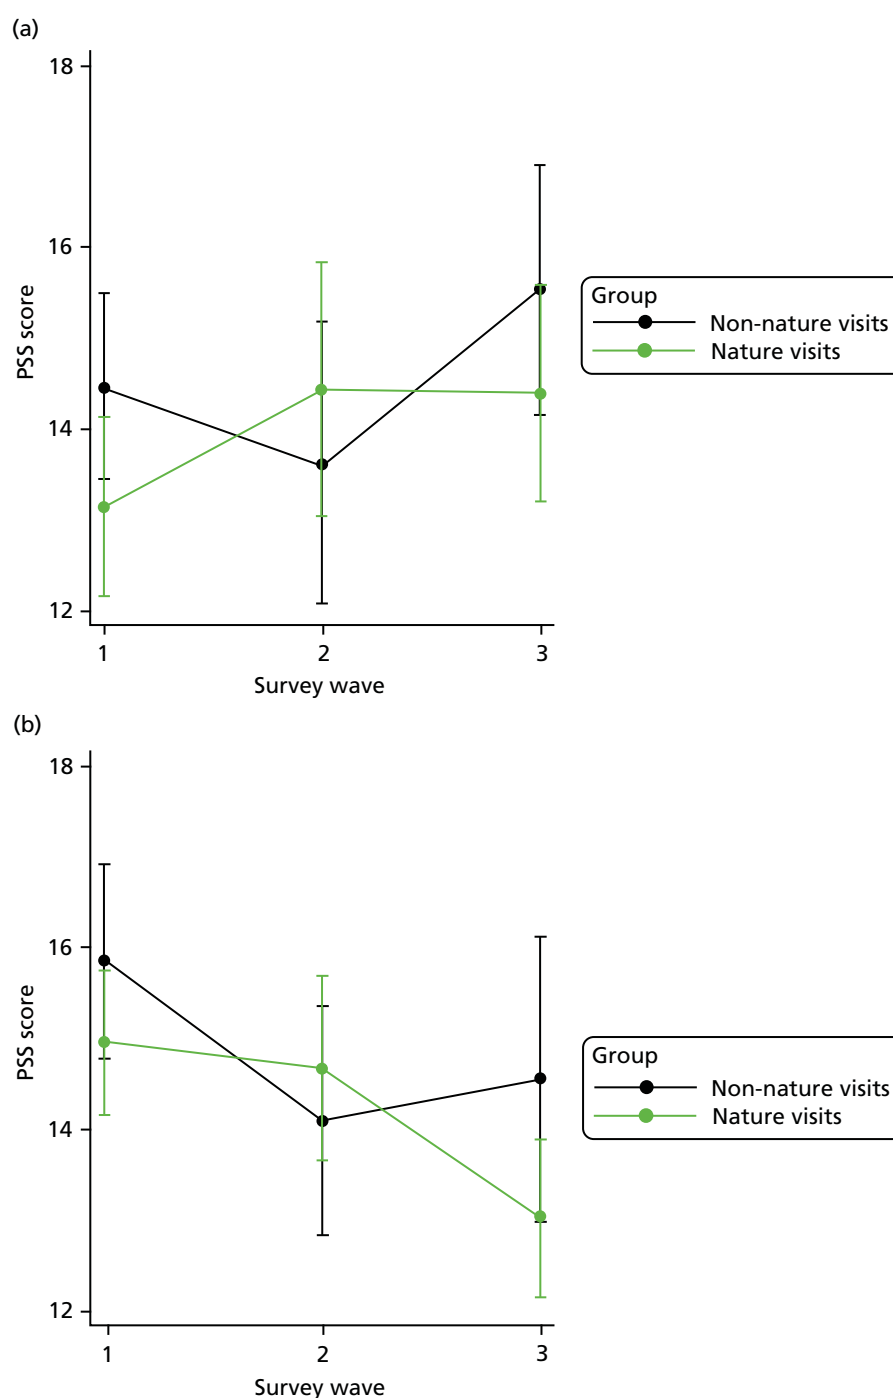 (a)
18
16
14
12
PSS score
1
2
3
Survey wave
Group
Non-nature visits
Nature visits
(b)
18
16
14
12
PSS score
1
2
3
Survey wave
Group
Non-nature visits
Nature visits